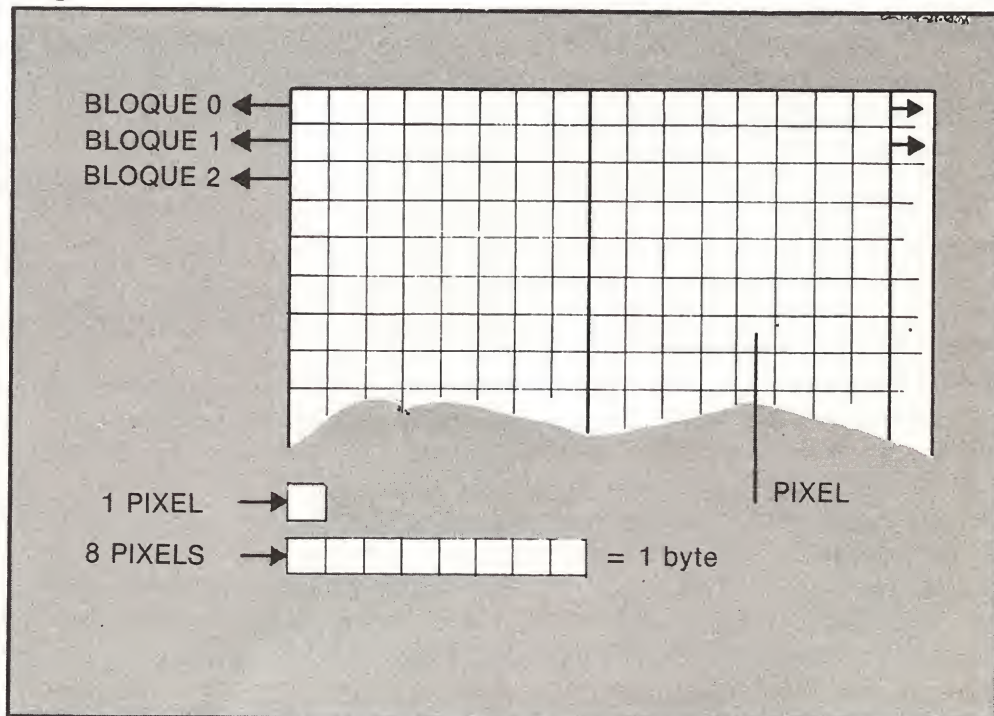 BLOQUE 0
BLOQUE 1
BLOQUE 2
1 PIXEL
PIXEL
8 PIXELS = 1 byte